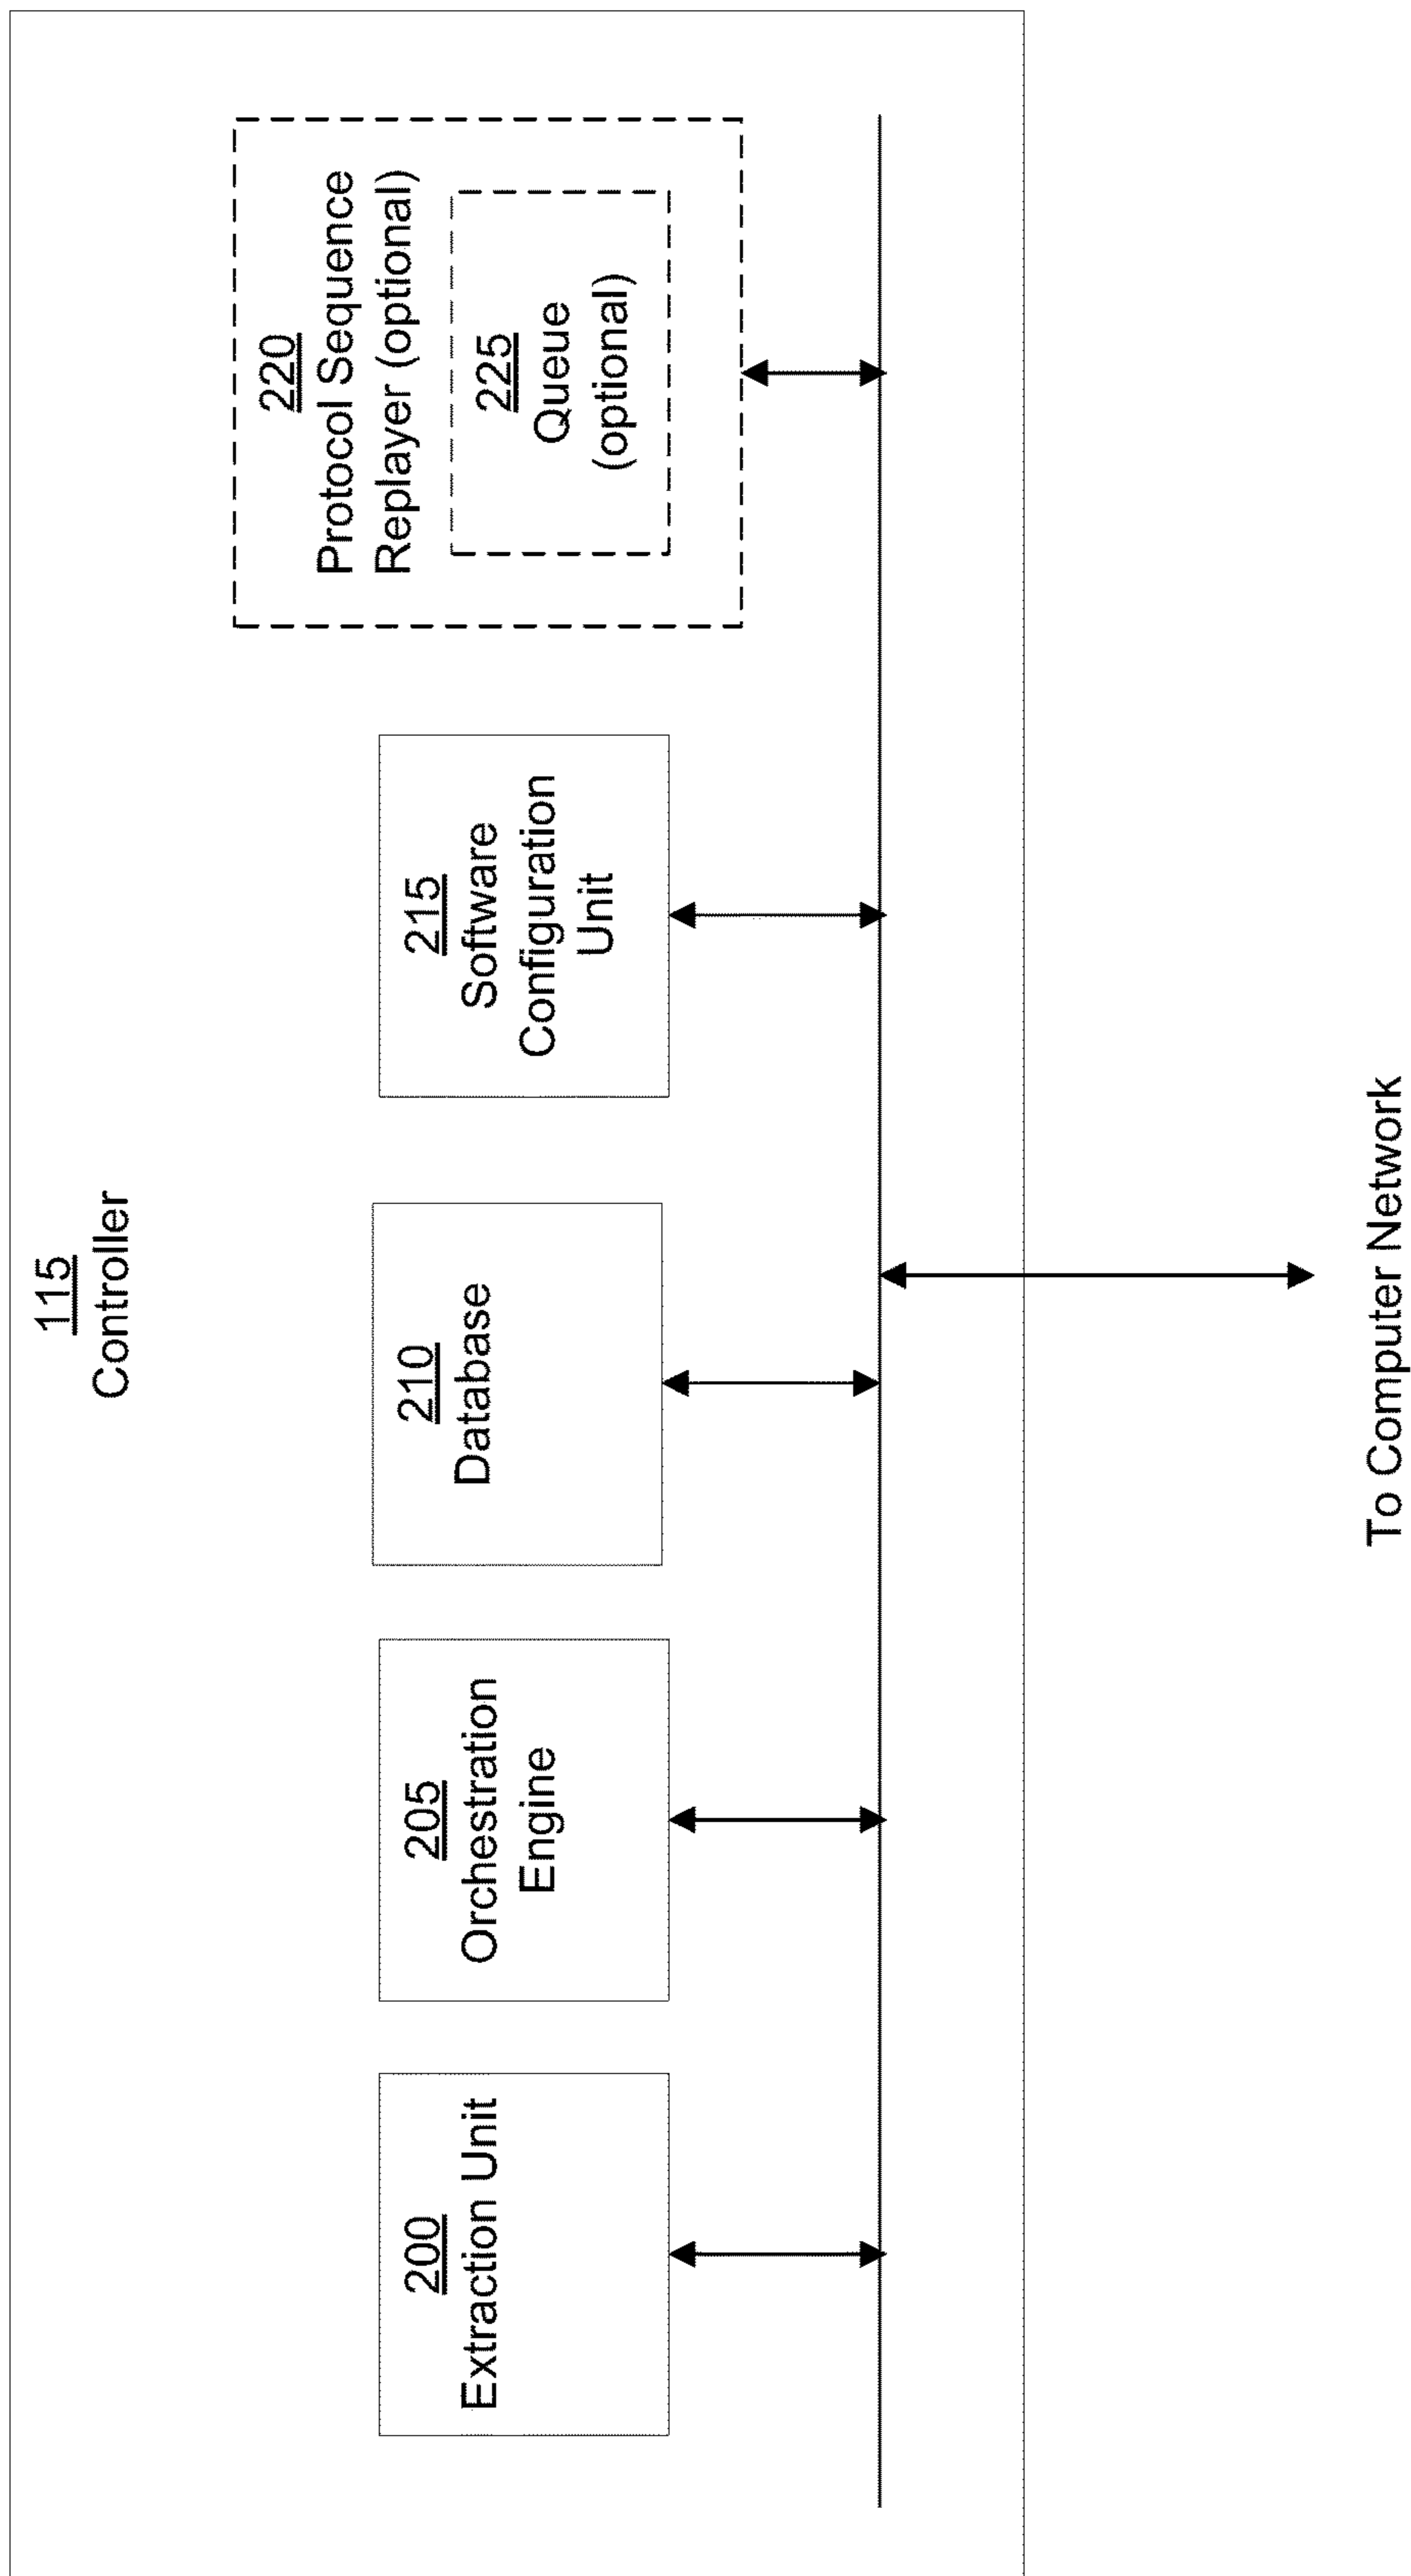 115
Controller
200
Extraction Unit
205
Orchestration
Engine
210
Database
215
Software
Configuration
Unit
220
Protocol Sequence
Replayer (optional)
225
Queue
(optional)
To Computer Network